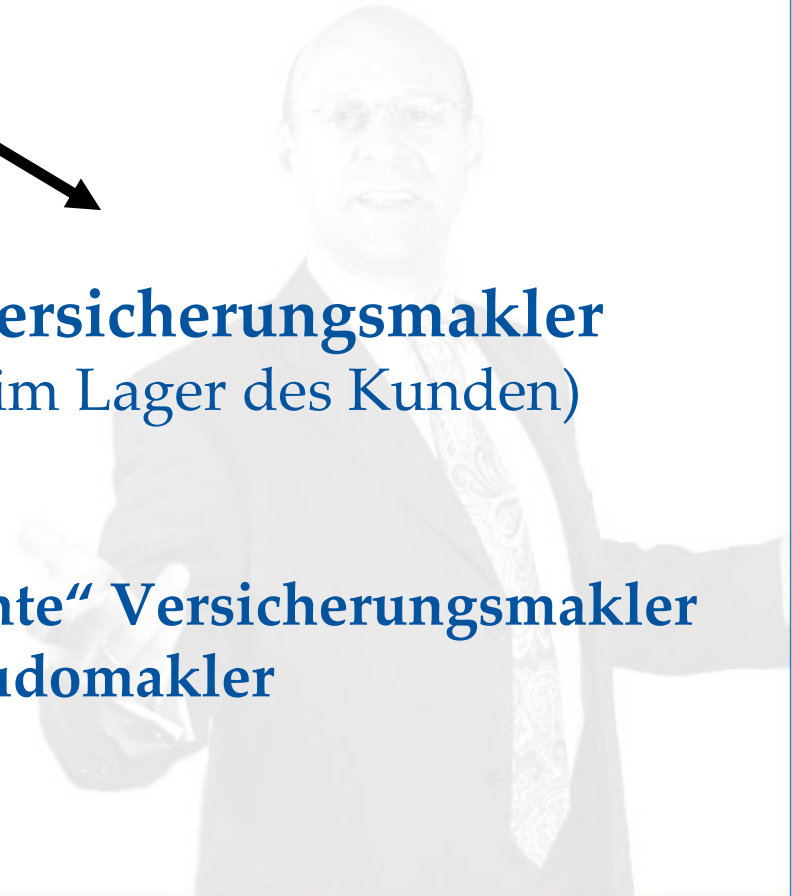 ersicherungsmakler
im Lager des Kunden)
nte“ Versicherungsmakler
udomakler